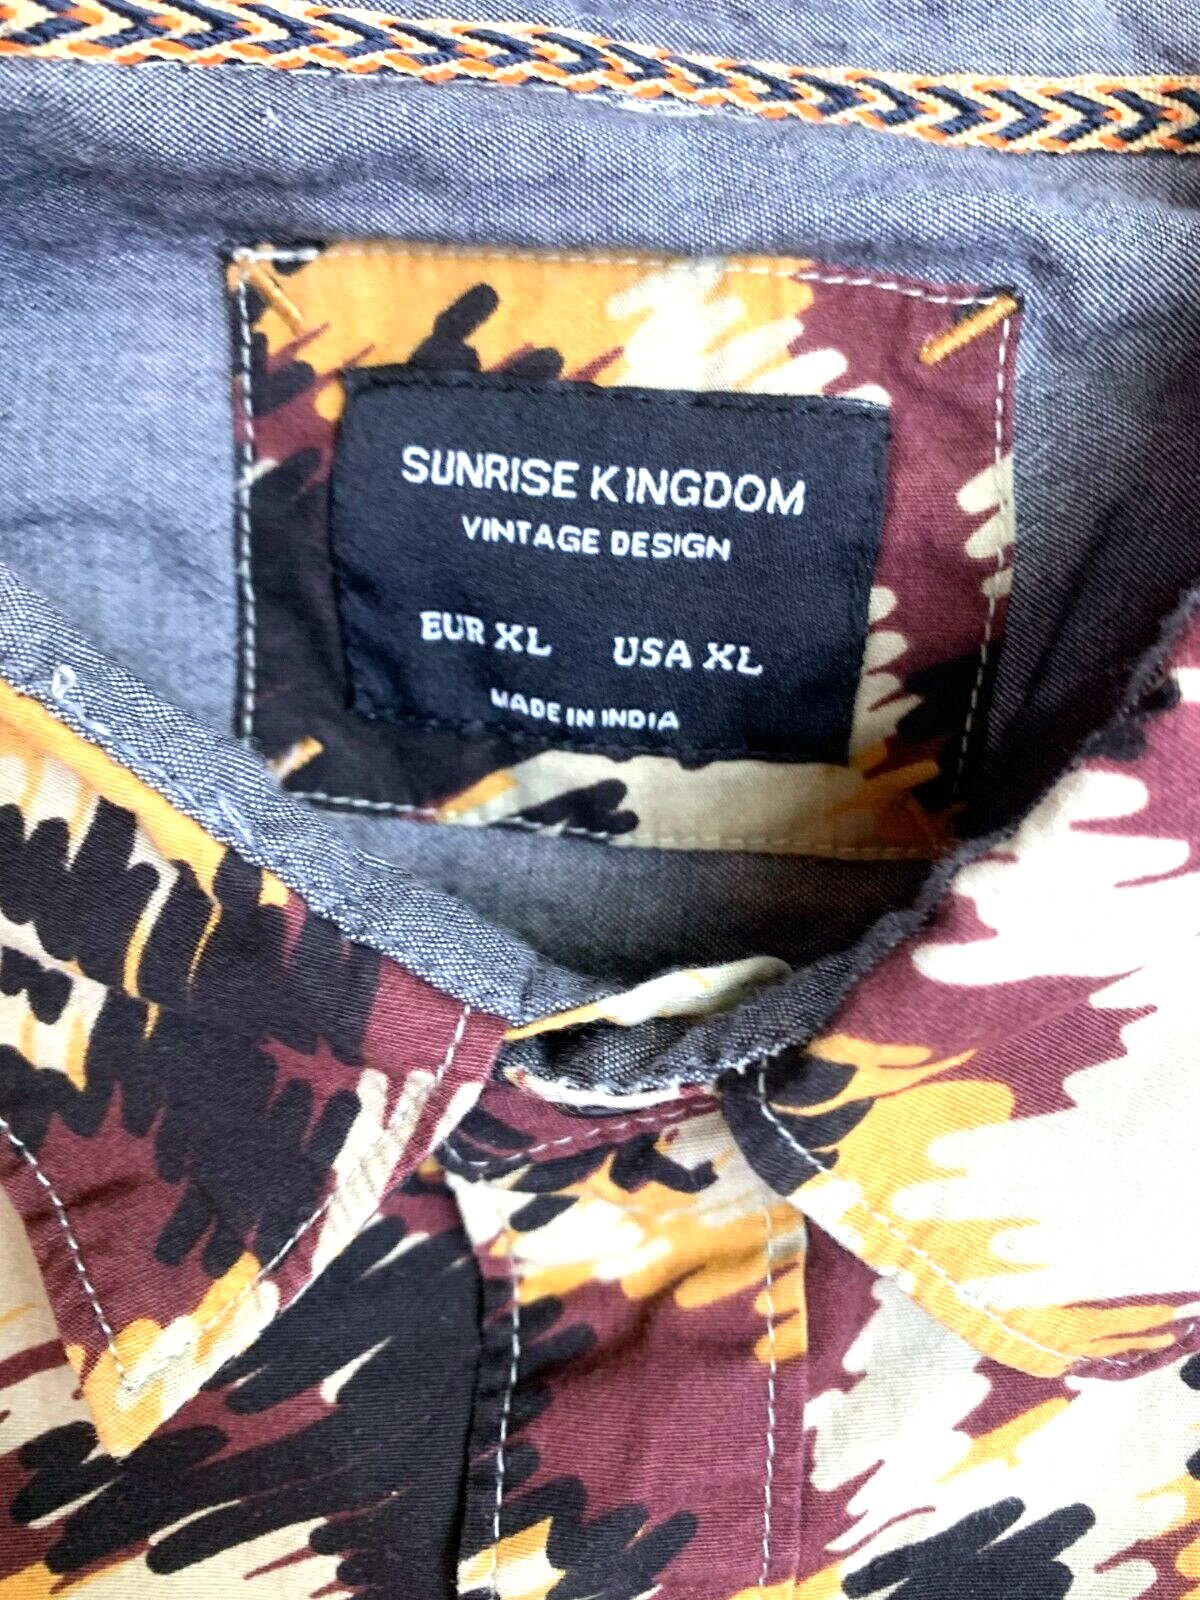 SUNRISE KINGDOM
VINTAGE DESIGN
EUR XL USA XL
MADE IN INDIA